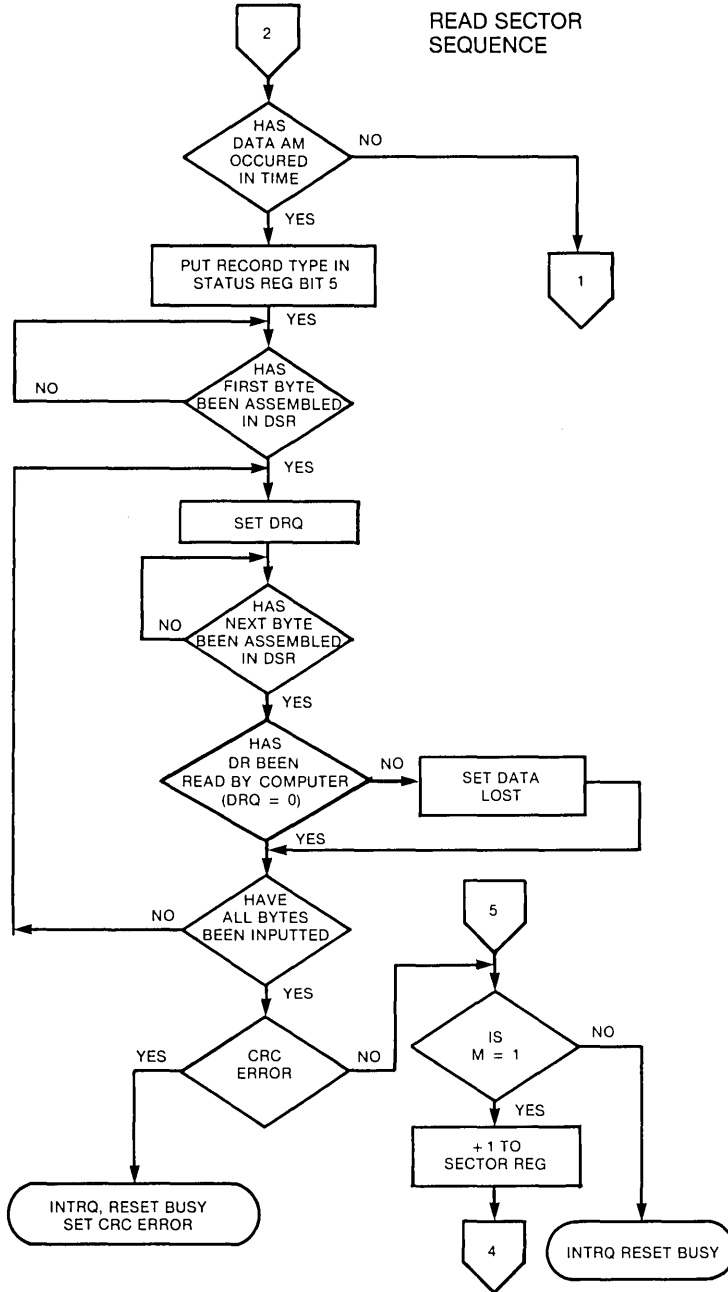 READ SECTOR
SEQUENCE
2
HAS
DATA AM
OCCURED
IN TIME
NO
YES
1
PUT RECORD TYPE IN
STATUS REG BIT 5
YES
HAS
FIRST BYTE
BEEN ASSEMBLED
IN DSR
NO
YES
SET DRQ
HAS
NEXT BYTE
BEEN ASSEMBLED
IN DSR
NO
YES
HAS
DR BEEN
READ BY COMPUTER
(DRQ = 0)
NO
SET DATA
LOST
YES
HAVE
ALL BYTES
BEEN INPUTTED
NO
YES
5
CRC
ERROR
YES
NO
IS
M = 1
NO
YES
+ 1 TO
SECTOR REG
INTRQ, RESET BUSY
SET CRC ERROR
4
INTRQ RESET BUSY